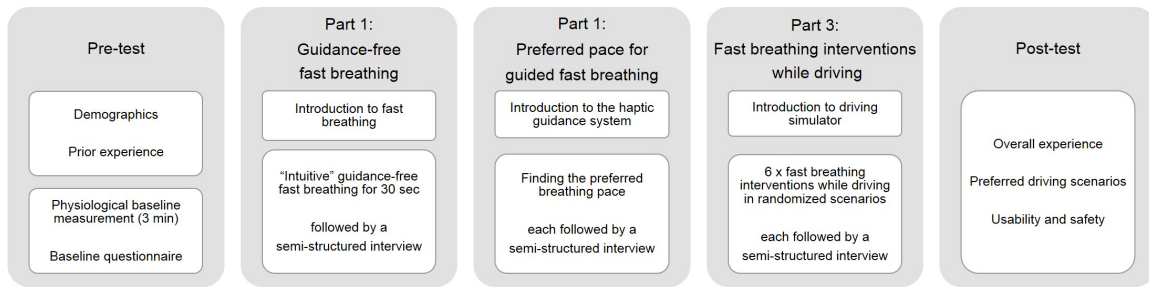 Pre-test
Demographics
Prior experience
Physiological baseline
measurement (3 min)
Baseline questionnaire
Part 1:
Guidance-free
fast breathing
Introduction to fast
breathing
“Intuitive” guidance-free
fast breathing for 30 sec
followed by a
semi-structured interview
Part 1:
Preferred pace for
guided fast breathing
Introduction to the haptic
guidance system
Finding the preferred
breathing pace
each followed by a
semi-structured interview
Part 3:
Fast breathing interventions
while driving
Introduction to driving
simulator
6 x fast breathing
interventions while driving
in randomized scenarios
each followed by a
semi-structured interview
Post-test
Overall experience
Preferred driving scenarios
Usability and safety